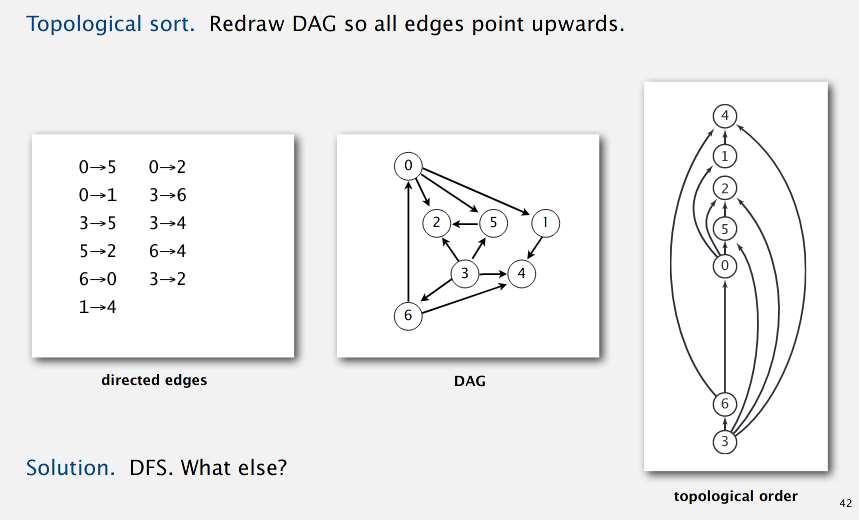 Topological sort. Redraw DAG so all edges point upwards.
0→5 0→2
0→1 3→6
3→5 3→4
5→2 6→4
6→0 3→2
1→4
directed edges
0
2 5 1
3 4
6
DAG
4
1
2
5
0
6
3
topological order
Solution. DFS. What else?
42